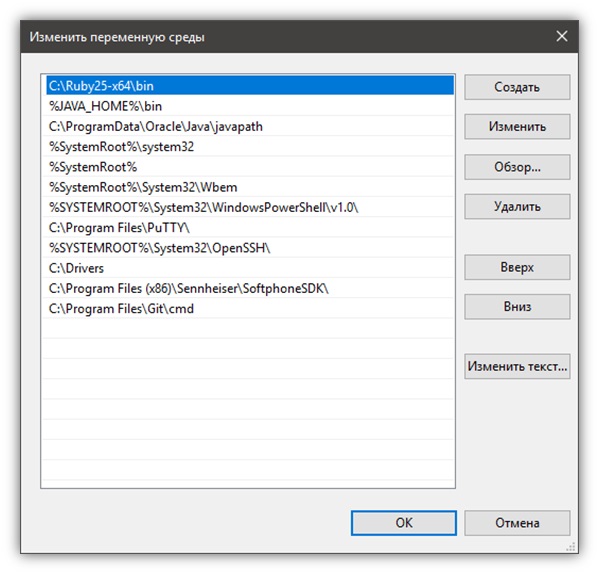 Изменить переменную среды
C:\Ruby25-x64\bin
%JAVA_HOME%\bin
C:\ProgramData\Oracle\Java\javapath
%SystemRoot%\system32
%SystemRoot%
%SystemRoot%\System32\Wbem
%SYSTEMROOT%\System32\WindowsPowerShell\v1.0\
C:\Program Files\PuTTY\
%SYSTEMROOT%\System32\OpenSSH\
C:\Drivers
C:\Program Files (x86)\Sennheiser\SoftphoneSDK\
C:\Program Files\Git\cmd
Создать
Изменить
Обзор...
Удалить
Вверх
Вниз
Изменить текст...
ОК
Отмена